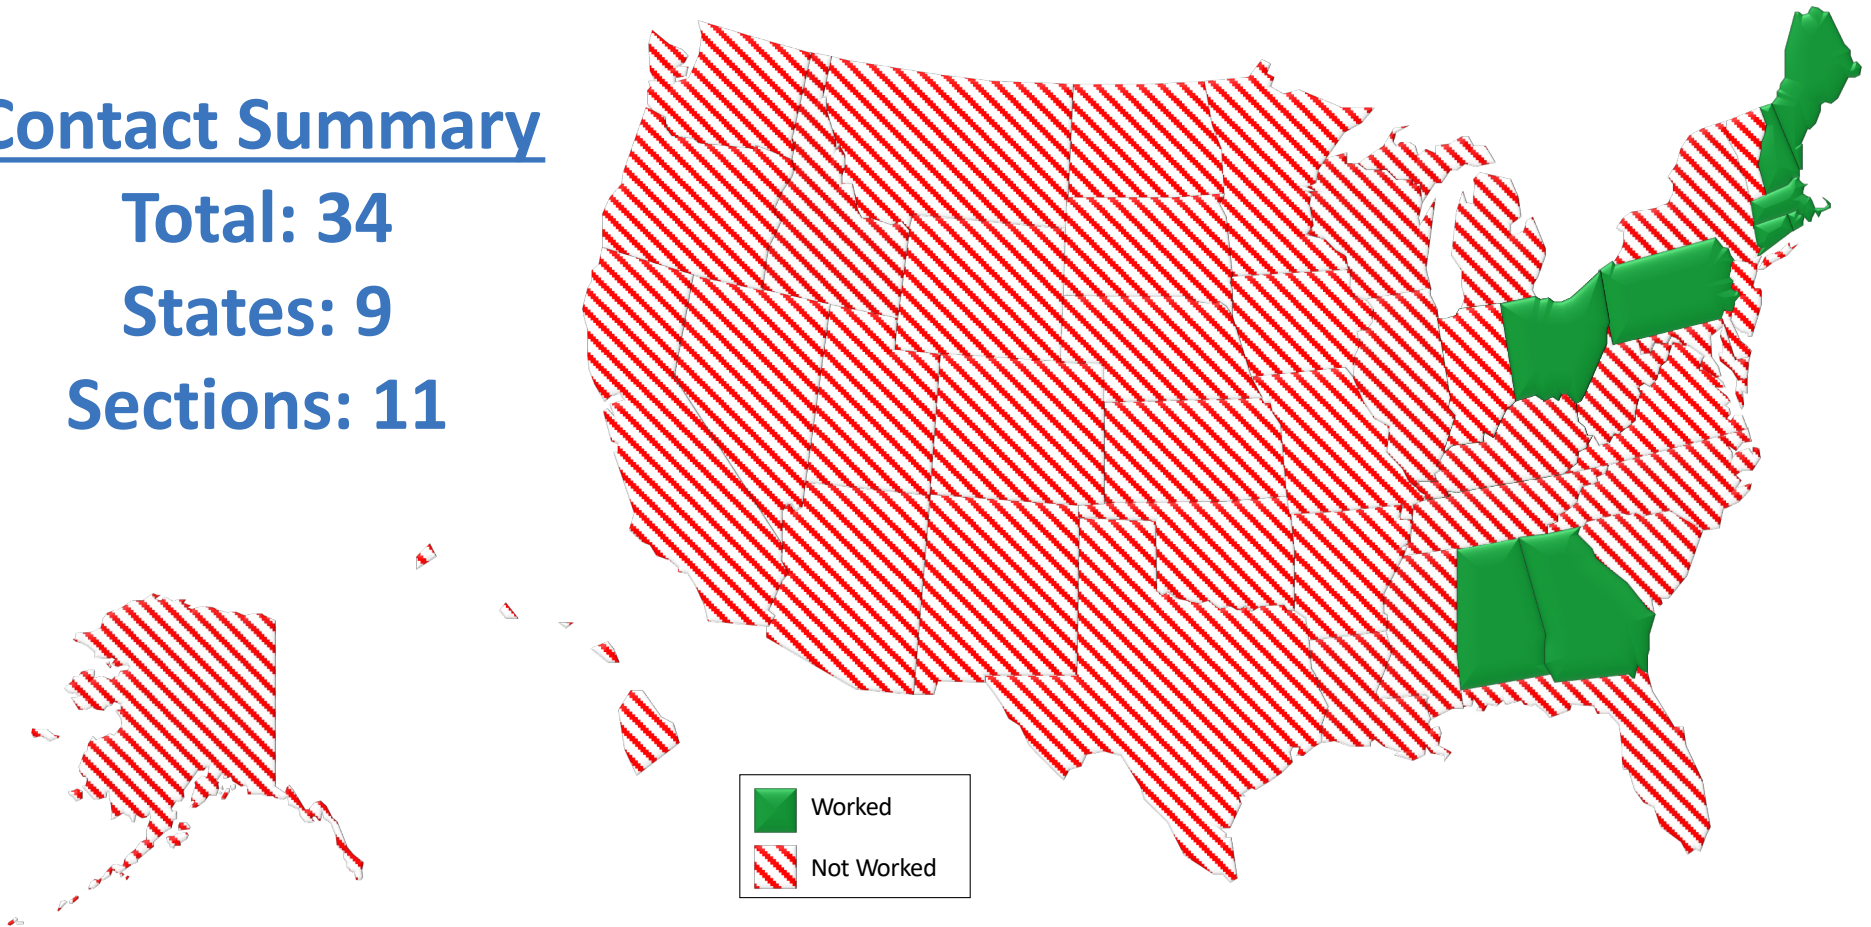 Contact Summary
Total: 34
States: 9
Sections: 11
Worked
Not Worked